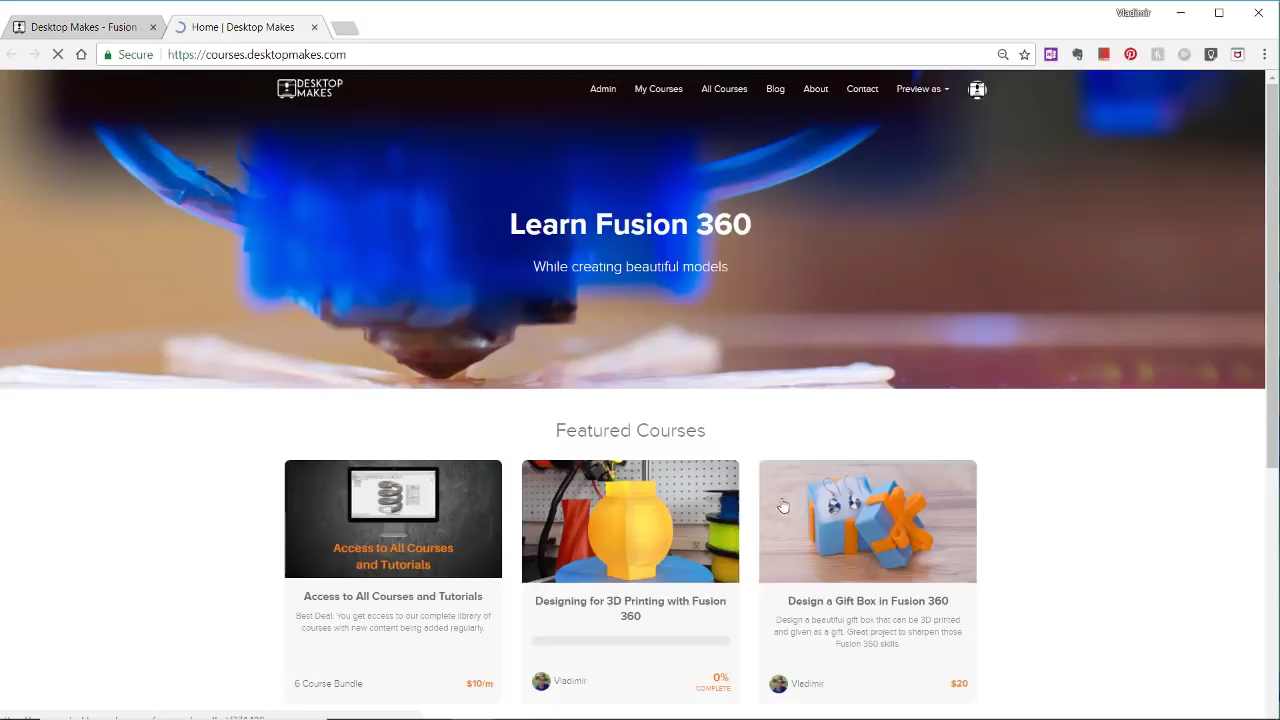 Vladimir
Desktop Makes - Fusion
Home | Desktop Makes
Secure
https://courses.desktopmakes.com
DESKTOP
MAKES
Admin
My Courses
All Courses
Blog
About
Contact
Preview as
Learn Fusion 360
While creating beautiful models
Featured Courses
Access to All Courses
and Tutorials
Access to All Courses and Tutorials
Best Deal. You get access to our complete library of
courses with new content being added regularly.
6 Course Bundle
$10/m
Designing for 3D Printing with Fusion
360
Vladimir
0%
COMPLETE
Design a Gift Box in Fusion 360
Design a beautiful gift box that can be 3D printed
and given as a gift. Great project to sharpen those
Fusion 360 skills.
Vladimir
$20